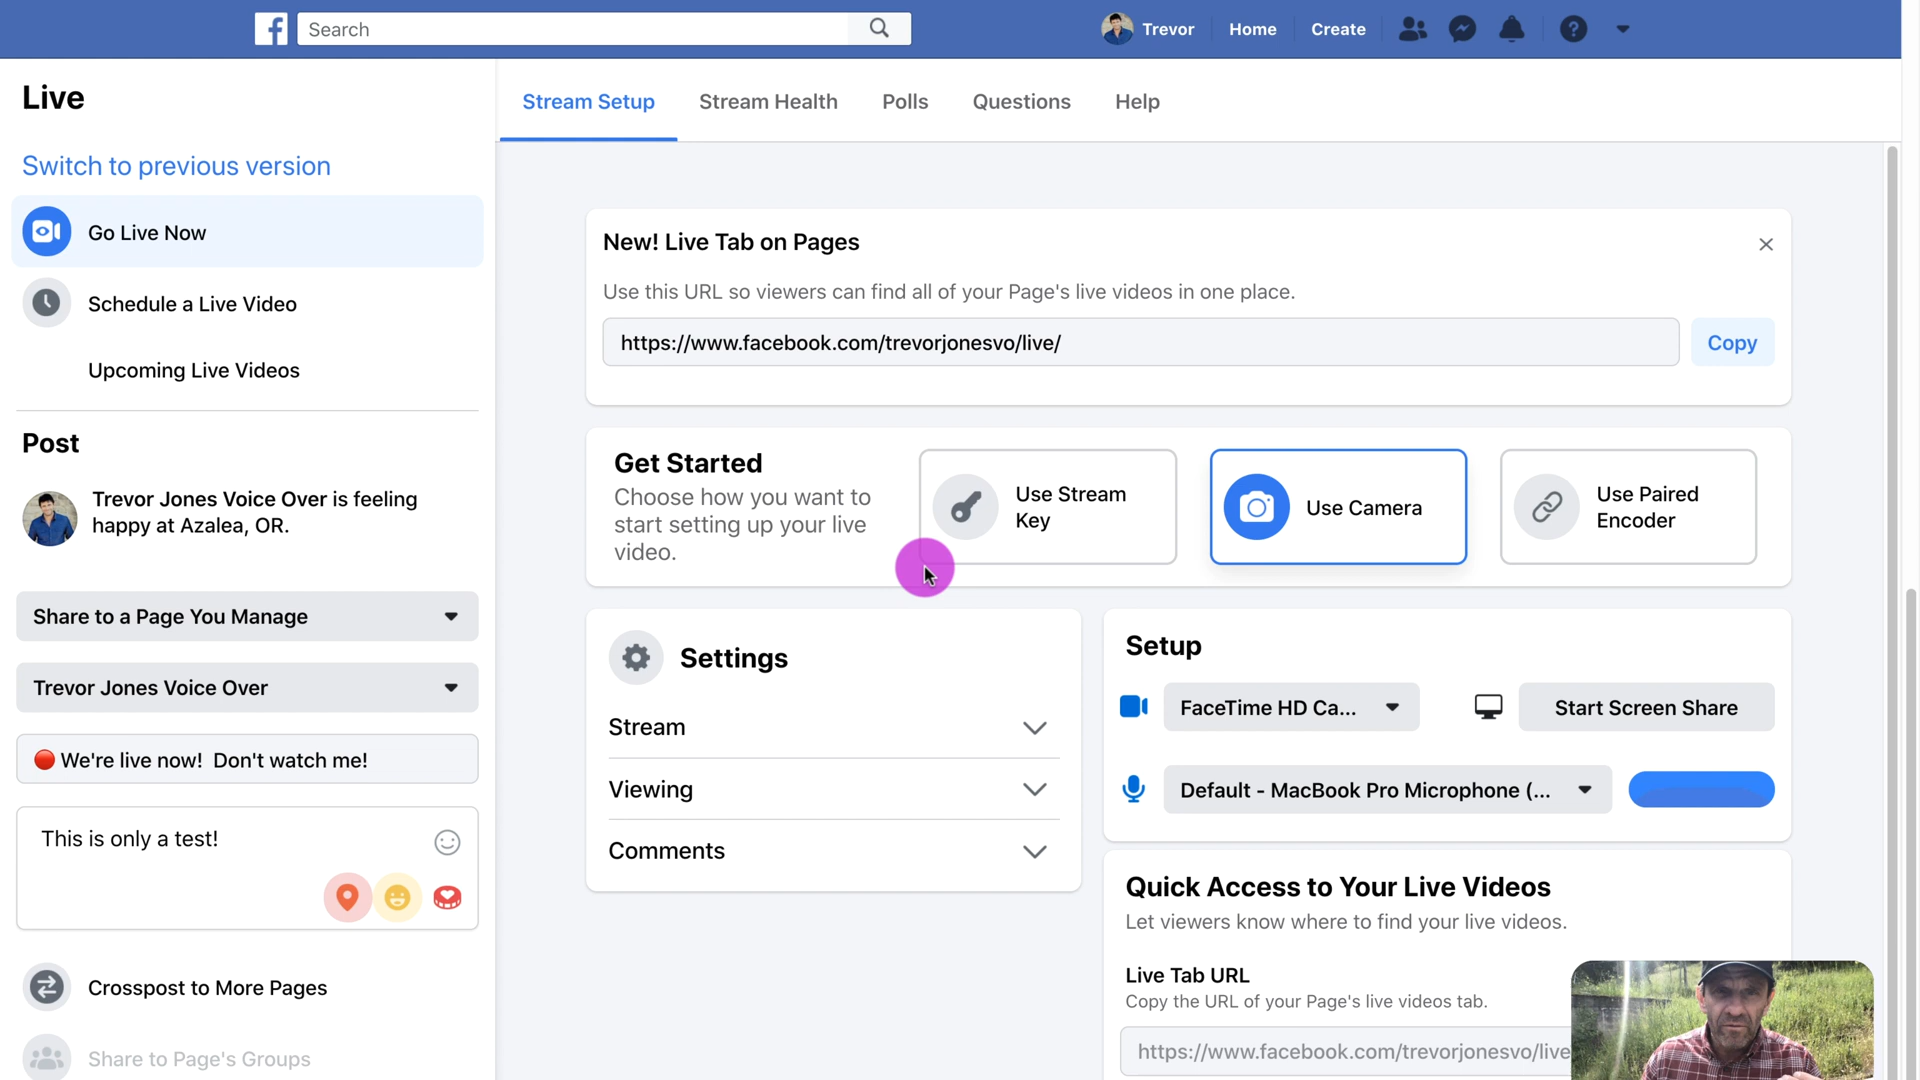 Search
Trevor
Home
Create
Live
Switch to previous version
Go Live Now
Schedule a Live Video
Upcoming Live Videos
Post
Trevor Jones Voice Over is feeling
happy at Azalea, OR.
Share to a Page You Manage
Trevor Jones Voice Over
We're live now! Don't watch me!
This is only a test!
Crosspost to More Pages
Share to Page's Groups
Stream Setup
Stream Health
Polls
Questions
Help
New! Live Tab on Pages
Use this URL so viewers can find all of your Page's live videos in one place.
https://www.facebook.com/trevorjonesvo/live/
Copy
Get Started
Choose how you want to
start setting up your live
video.
Use Stream
Key
Use Camera
Use Paired
Encoder
Settings
Stream
Viewing
Comments
Setup
FaceTime HD Ca...
Start Screen Share
Default - MacBook Pro Microphone (...
Quick Access to Your Live Videos
Let viewers know where to find your live videos.
Live Tab URL
Copy the URL of your Page's live videos tab.
https://www.facebook.com/trevorjonesvo/live